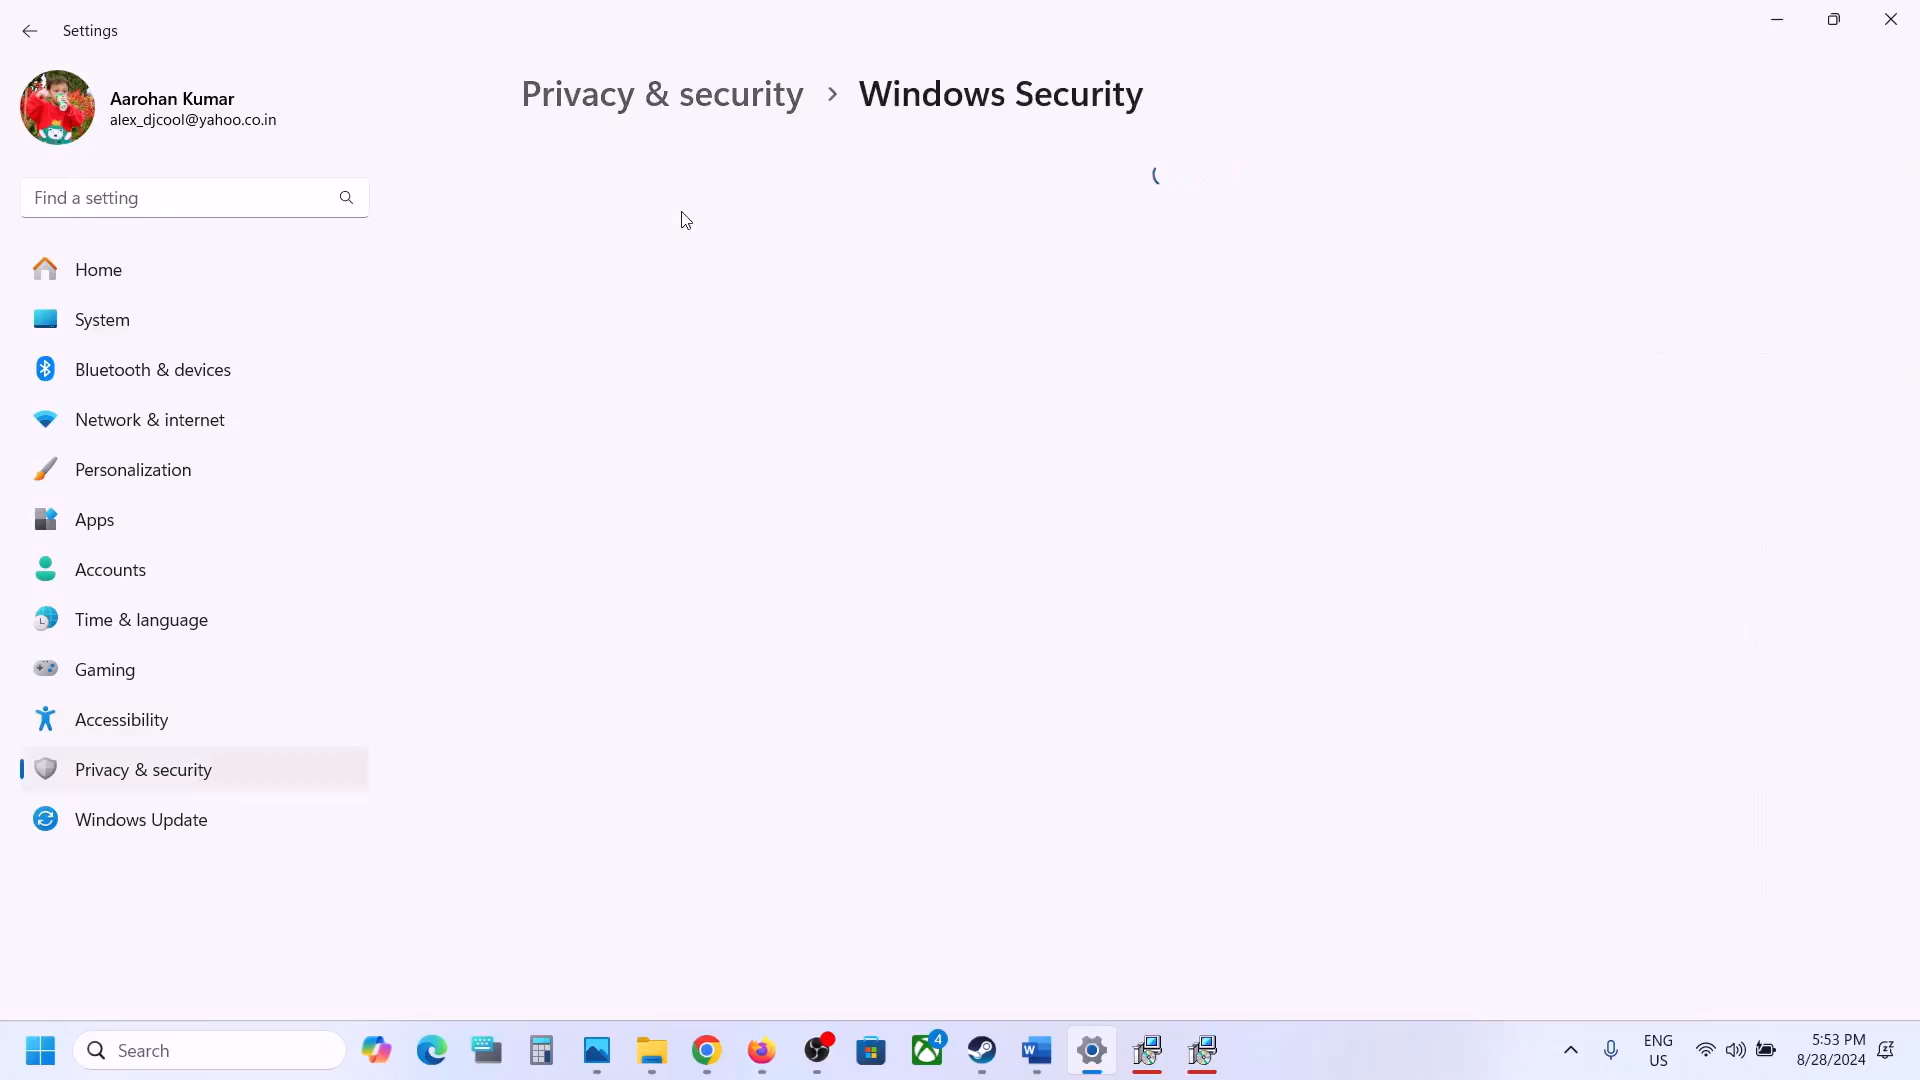 Settings
Aarohan Kumar
alex_djcool@yahoo.co.in
Privacy & security > Windows Security
Find a setting
Home
System
Bluetooth & devices
Network & internet
Personalization
Apps
Accounts
Time & language
Gaming
Accessibility
Privacy & security
Windows Update
Search
4
ENG
US
5:53 PM
8/28/2024